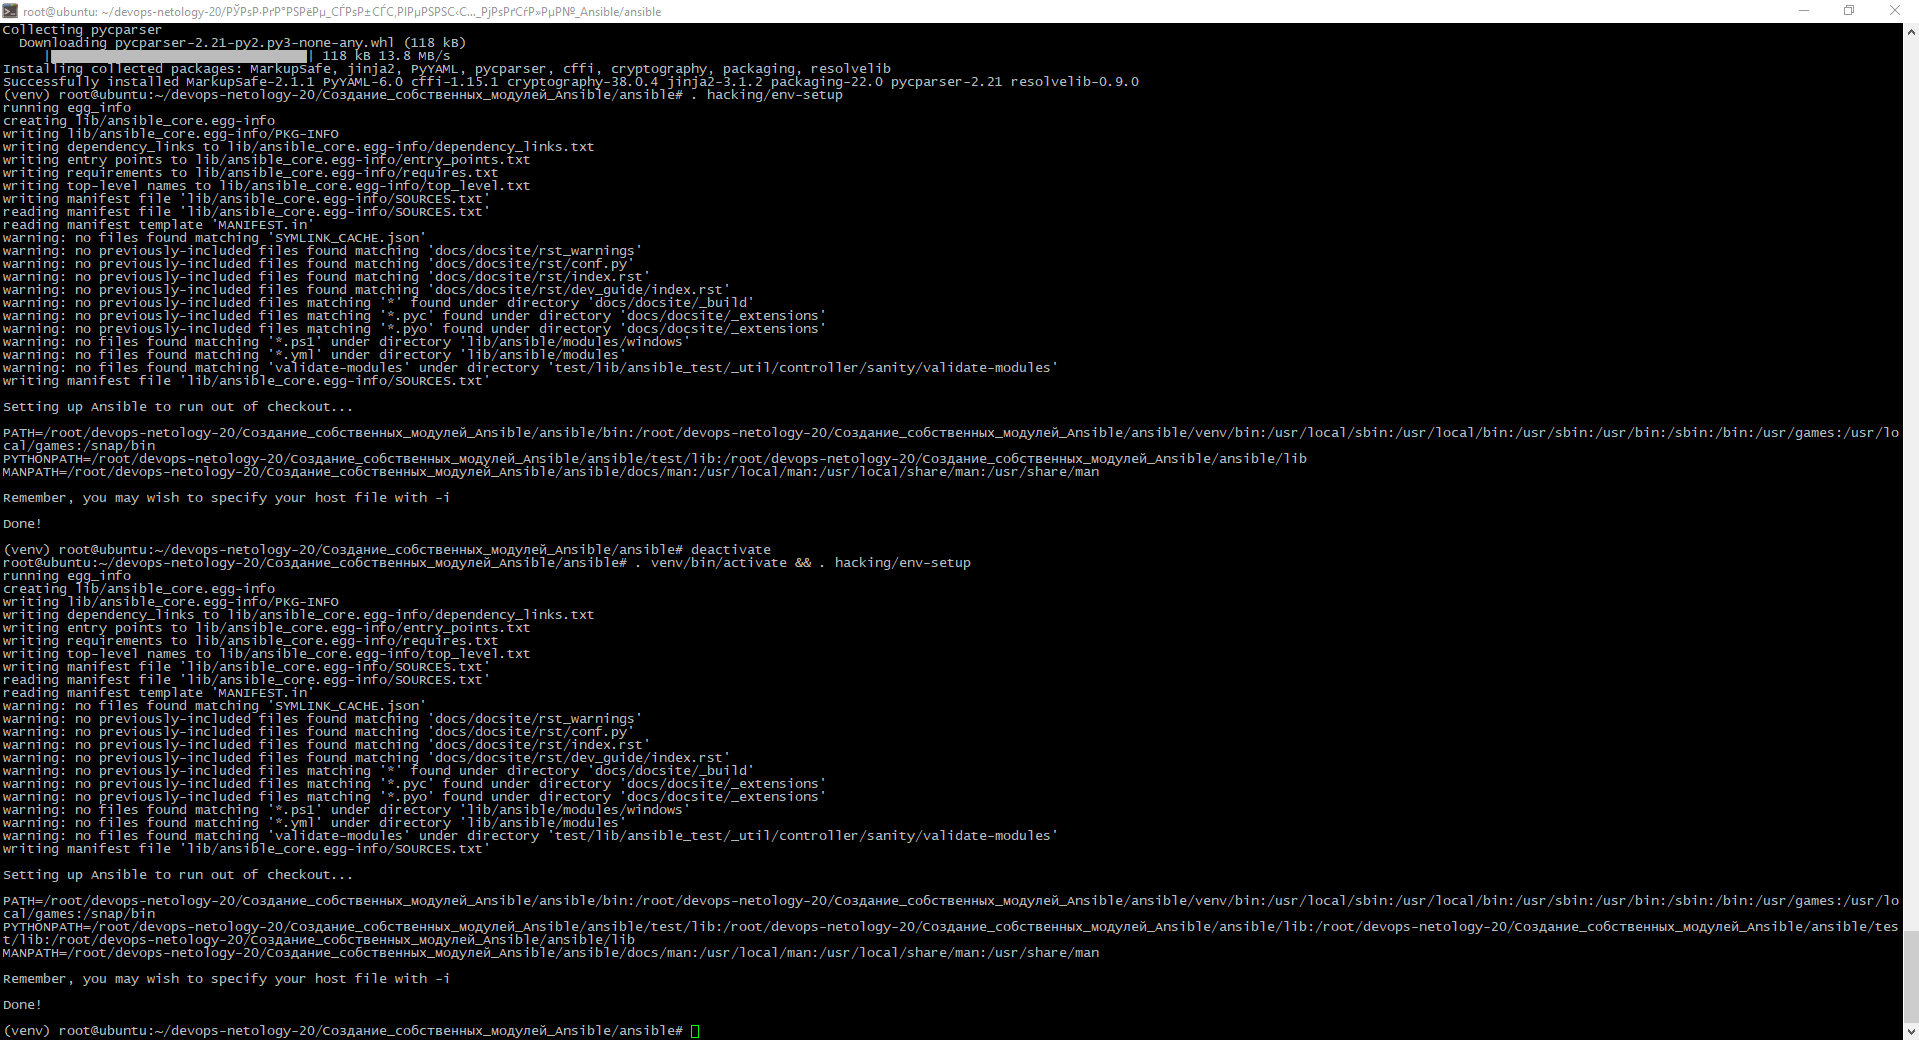 root@ubuntu: ~/devops-netology-20/РЎРѕР·РґР°РЅРёРµ_СЃРѕР±СЃС‚РІРµРЅРЅС‹С…_РјРѕРґСѓР»РµР№_Ansible/ansible
Collecting pycparser
  Downloading pycparser-2.21-py2.py3-none-any.whl (118 kB)
     |████████████████████████████████| 118 kB 13.8 MB/s
Installing collected packages: MarkupSafe, jinja2, PyYAML, pycparser, cffi, cryptography, packaging, resolvelib
Successfully installed MarkupSafe-2.1.1 PyYAML-6.0 cffi-1.15.1 cryptography-38.0.4 jinja2-3.1.2 packaging-22.0 pycparser-2.21 resolvelib-0.9.0
(venv) root@ubuntu:~/devops-netology-20/Создание_собственных_модулей_Ansible/ansible# . hacking/env-setup
running egg_info
creating lib/ansible_core.egg-info
writing lib/ansible_core.egg-info/PKG-INFO
writing dependency_links to lib/ansible_core.egg-info/dependency_links.txt
writing entry points to lib/ansible_core.egg-info/entry_points.txt
writing requirements to lib/ansible_core.egg-info/requires.txt
writing top-level names to lib/ansible_core.egg-info/top_level.txt
writing manifest file 'lib/ansible_core.egg-info/SOURCES.txt'
reading manifest file 'lib/ansible_core.egg-info/SOURCES.txt'
reading manifest template 'MANIFEST.in'
warning: no files found matching 'SYMLINK_CACHE.json'
warning: no previously-included files found matching 'docs/docsite/rst_warnings'
warning: no previously-included files found matching 'docs/docsite/rst/conf.py'
warning: no previously-included files found matching 'docs/docsite/rst/index.rst'
warning: no previously-included files found matching 'docs/docsite/rst/dev_guide/index.rst'
warning: no previously-included files matching '*' found under directory 'docs/docsite/_build'
warning: no previously-included files matching '*.pyc' found under directory 'docs/docsite/_extensions'
warning: no previously-included files matching '*.pyo' found under directory 'docs/docsite/_extensions'
warning: no files found matching '*.ps1' under directory 'lib/ansible/modules/windows'
warning: no files found matching '*.yml' under directory 'lib/ansible/modules'
warning: no files found matching 'validate-modules' under directory 'test/lib/ansible_test/_util/controller/sanity/validate-modules'
writing manifest file 'lib/ansible_core.egg-info/SOURCES.txt'
Setting up Ansible to run out of checkout...
PATH=/root/devops-netology-20/Создание_собственных_модулей_Ansible/ansible/bin:/root/devops-netology-20/Создание_собственных_модулей_Ansible/ansible/venv/bin:/usr/local/sbin:/usr/local/bin:/usr/sbin:/usr/bin:/sbin:/bin:/usr/games:/usr/lo
cal/games:/snap/bin
PYTHONPATH=/root/devops-netology-20/Создание_собственных_модулей_Ansible/ansible/test/lib:/root/devops-netology-20/Создание_собственных_модулей_Ansible/ansible/lib
MANPATH=/root/devops-netology-20/Создание_собственных_модулей_Ansible/ansible/docs/man:/usr/local/man:/usr/local/share/man:/usr/share/man
Remember, you may wish to specify your host file with -i
Done!
(venv) root@ubuntu:~/devops-netology-20/Создание_собственных_модулей_Ansible/ansible# deactivate
root@ubuntu:~/devops-netology-20/Создание_собственных_модулей_Ansible/ansible# . venv/bin/activate && . hacking/env-setup
running egg_info
creating lib/ansible_core.egg-info
writing lib/ansible_core.egg-info/PKG-INFO
writing dependency_links to lib/ansible_core.egg-info/dependency_links.txt
writing entry points to lib/ansible_core.egg-info/entry_points.txt
writing requirements to lib/ansible_core.egg-info/requires.txt
writing top-level names to lib/ansible_core.egg-info/top_level.txt
writing manifest file 'lib/ansible_core.egg-info/SOURCES.txt'
reading manifest file 'lib/ansible_core.egg-info/SOURCES.txt'
reading manifest template 'MANIFEST.in'
warning: no files found matching 'SYMLINK_CACHE.json'
warning: no previously-included files found matching 'docs/docsite/rst_warnings'
warning: no previously-included files found matching 'docs/docsite/rst/conf.py'
warning: no previously-included files found matching 'docs/docsite/rst/index.rst'
warning: no previously-included files found matching 'docs/docsite/rst/dev_guide/index.rst'
warning: no previously-included files matching '*' found under directory 'docs/docsite/_build'
warning: no previously-included files matching '*.pyc' found under directory 'docs/docsite/_extensions'
warning: no previously-included files matching '*.pyo' found under directory 'docs/docsite/_extensions'
warning: no files found matching '*.ps1' under directory 'lib/ansible/modules/windows'
warning: no files found matching '*.yml' under directory 'lib/ansible/modules'
warning: no files found matching 'validate-modules' under directory 'test/lib/ansible_test/_util/controller/sanity/validate-modules'
writing manifest file 'lib/ansible_core.egg-info/SOURCES.txt'
Setting up Ansible to run out of checkout...
PATH=/root/devops-netology-20/Создание_собственных_модулей_Ansible/ansible/bin:/root/devops-netology-20/Создание_собственных_модулей_Ansible/ansible/venv/bin:/usr/local/sbin:/usr/local/bin:/usr/sbin:/usr/bin:/sbin:/bin:/usr/games:/usr/lo
cal/games:/snap/bin
PYTHONPATH=/root/devops-netology-20/Создание_собственных_модулей_Ansible/ansible/test/lib:/root/devops-netology-20/Создание_собственных_модулей_Ansible/ansible/lib:/root/devops-netology-20/Создание_собственных_модулей_Ansible/ansible/tes
t/lib:/root/devops-netology-20/Создание_собственных_модулей_Ansible/ansible/lib
MANPATH=/root/devops-netology-20/Создание_собственных_модулей_Ansible/ansible/docs/man:/usr/local/man:/usr/local/share/man:/usr/share/man
Remember, you may wish to specify your host file with -i
Done!
(venv) root@ubuntu:~/devops-netology-20/Создание_собственных_модулей_Ansible/ansible#